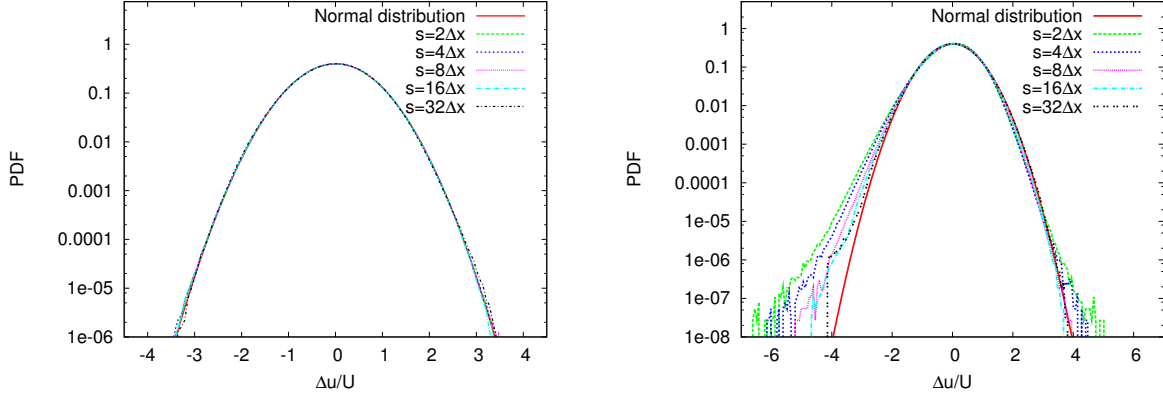 Normal distribution
s=2Δx
s=4Δx
s=8Δx
s=16Δx
s=32Δx
1
0.1
0.01
0.001
0.0001
1e-05
1e-06
PDF
-4 -3 -2 -1 0 1 2 3 4
Δu/U
Normal distribution
s=2Δx
s=4Δx
s=8Δx
s=16Δx
s=32Δx
1
0.1
0.01
0.001
0.0001
1e-05
1e-06
1e-07
1e-08
PDF
-6 -4 -2 0 2 4 6
Δu/U